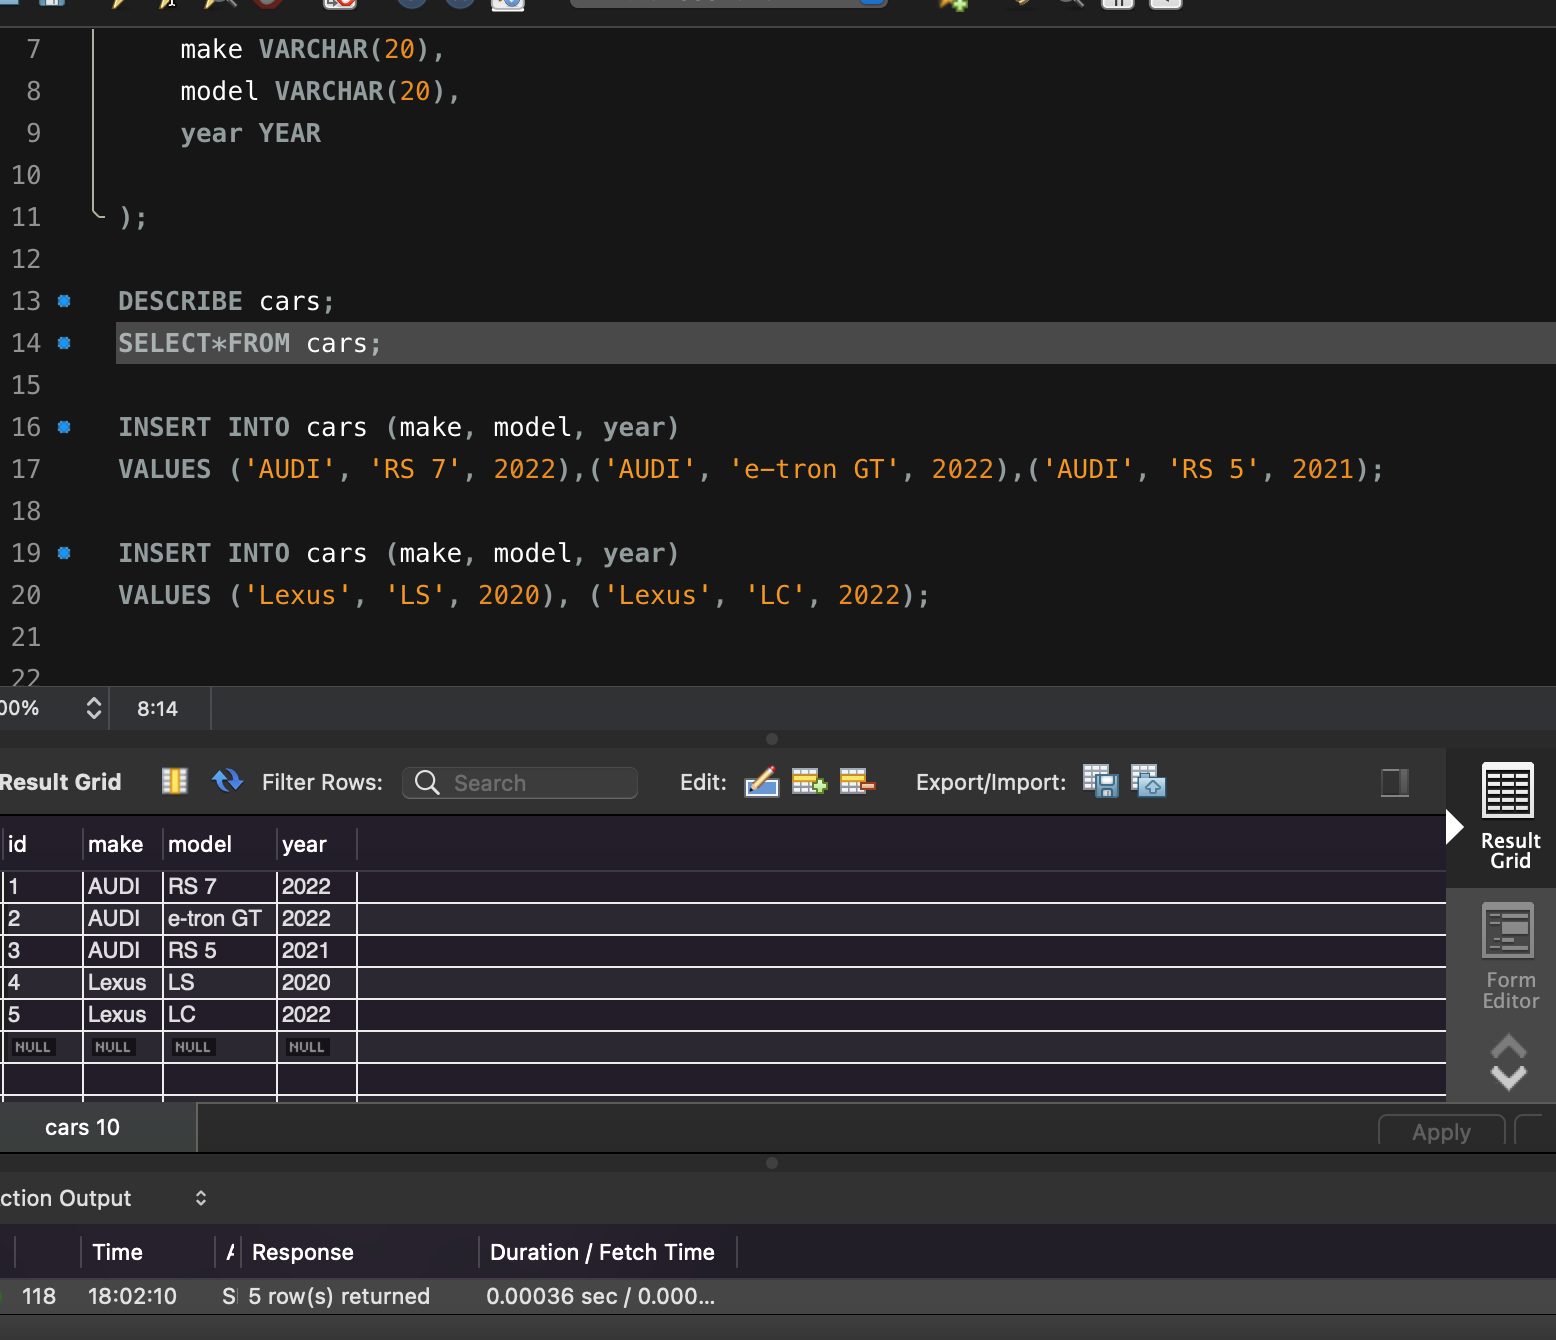 7 make VARCHAR(20),
8 model VARCHAR(20),
9 year YEAR
10
11 );
12
13 DESCRIBE cars;
14 SELECT*FROM cars;
15
16 INSERT INTO cars (make, model, year)
17 VALUES ('AUDI', 'RS 7', 2022),('AUDI', 'e-tron GT', 2022),('AUDI', 'RS 5', 2021);
18
19 INSERT INTO cars (make, model, year)
20 VALUES ('Lexus', 'LS', 2020), ('Lexus', 'LC', 2022);
21
22
00% 8:14
Result Grid Filter Rows: Search Edit: Export/Import:
Result
Grid
Form
Editor
id make model year
1 AUDI RS 7 2022
2 AUDI e-tron GT 2022
3 AUDI RS 5 2021
4 Lexus LS 2020
5 Lexus LC 2022
NULL NULL NULL NULL
cars 10 Apply
ction Output
Time A Response Duration / Fetch Time
118 18:02:10 S 5 row(s) returned 0.00036 sec / 0.000...